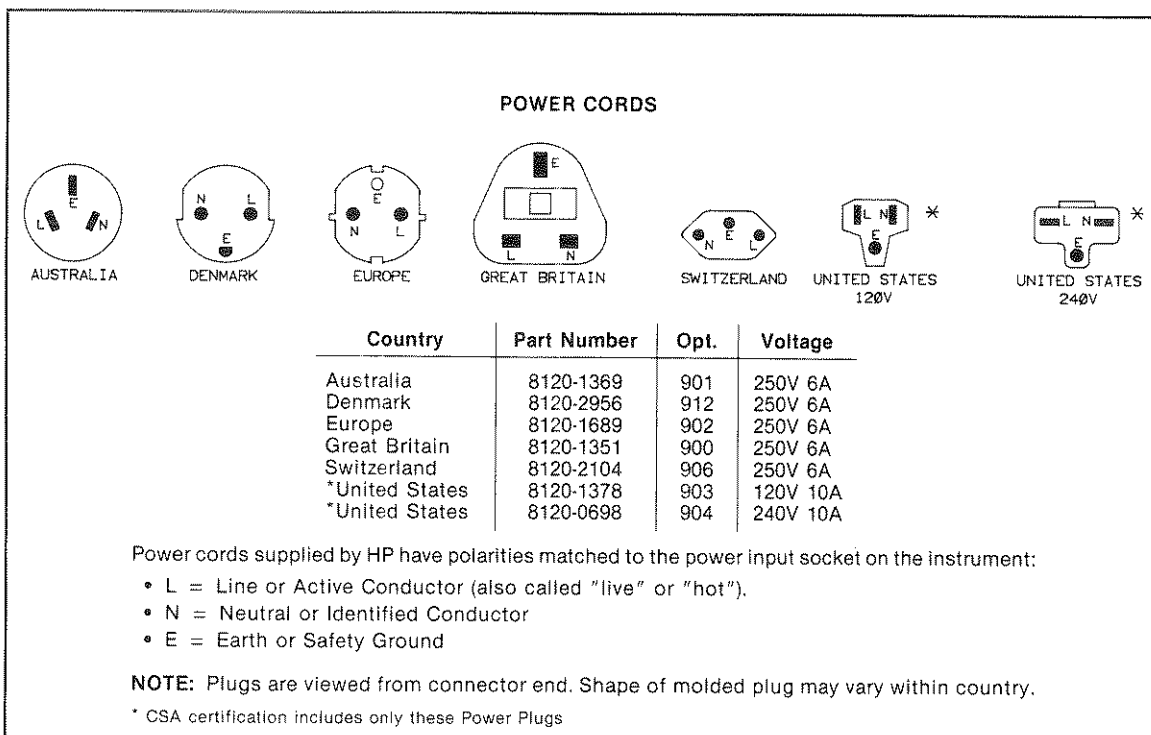 POWER CORDS
E
L
N
AUSTRALIA
N
L
E
DENMARK
E
N
L
EUROPE
E
L
N
GREAT BRITAIN
N
E
L
SWITZERLAND
L
N
*
E
UNITED STATES
120V
L
N
*
E
UNITED STATES
240V
Country Part Number Opt. Voltage
Australia 8120-1369 901 250V 6A
Denmark 8120-2956 912 250V 6A
Europe 8120-1689 902 250V 6A
Great Britain 8120-1351 900 250V 6A
Switzerland 8120-2104 906 250V 6A
*United States 8120-1378 903 120V 10A
*United States 8120-0698 904 240V 10A
Power cords supplied by HP have polarities matched to the power input socket on the instrument:
• L = Line or Active Conductor (also called "live" or "hot").
• N = Neutral or Identified Conductor
• E = Earth or Safety Ground
NOTE: Plugs are viewed from connector end. Shape of molded plug may vary within country.
* CSA certification includes only these Power Plugs